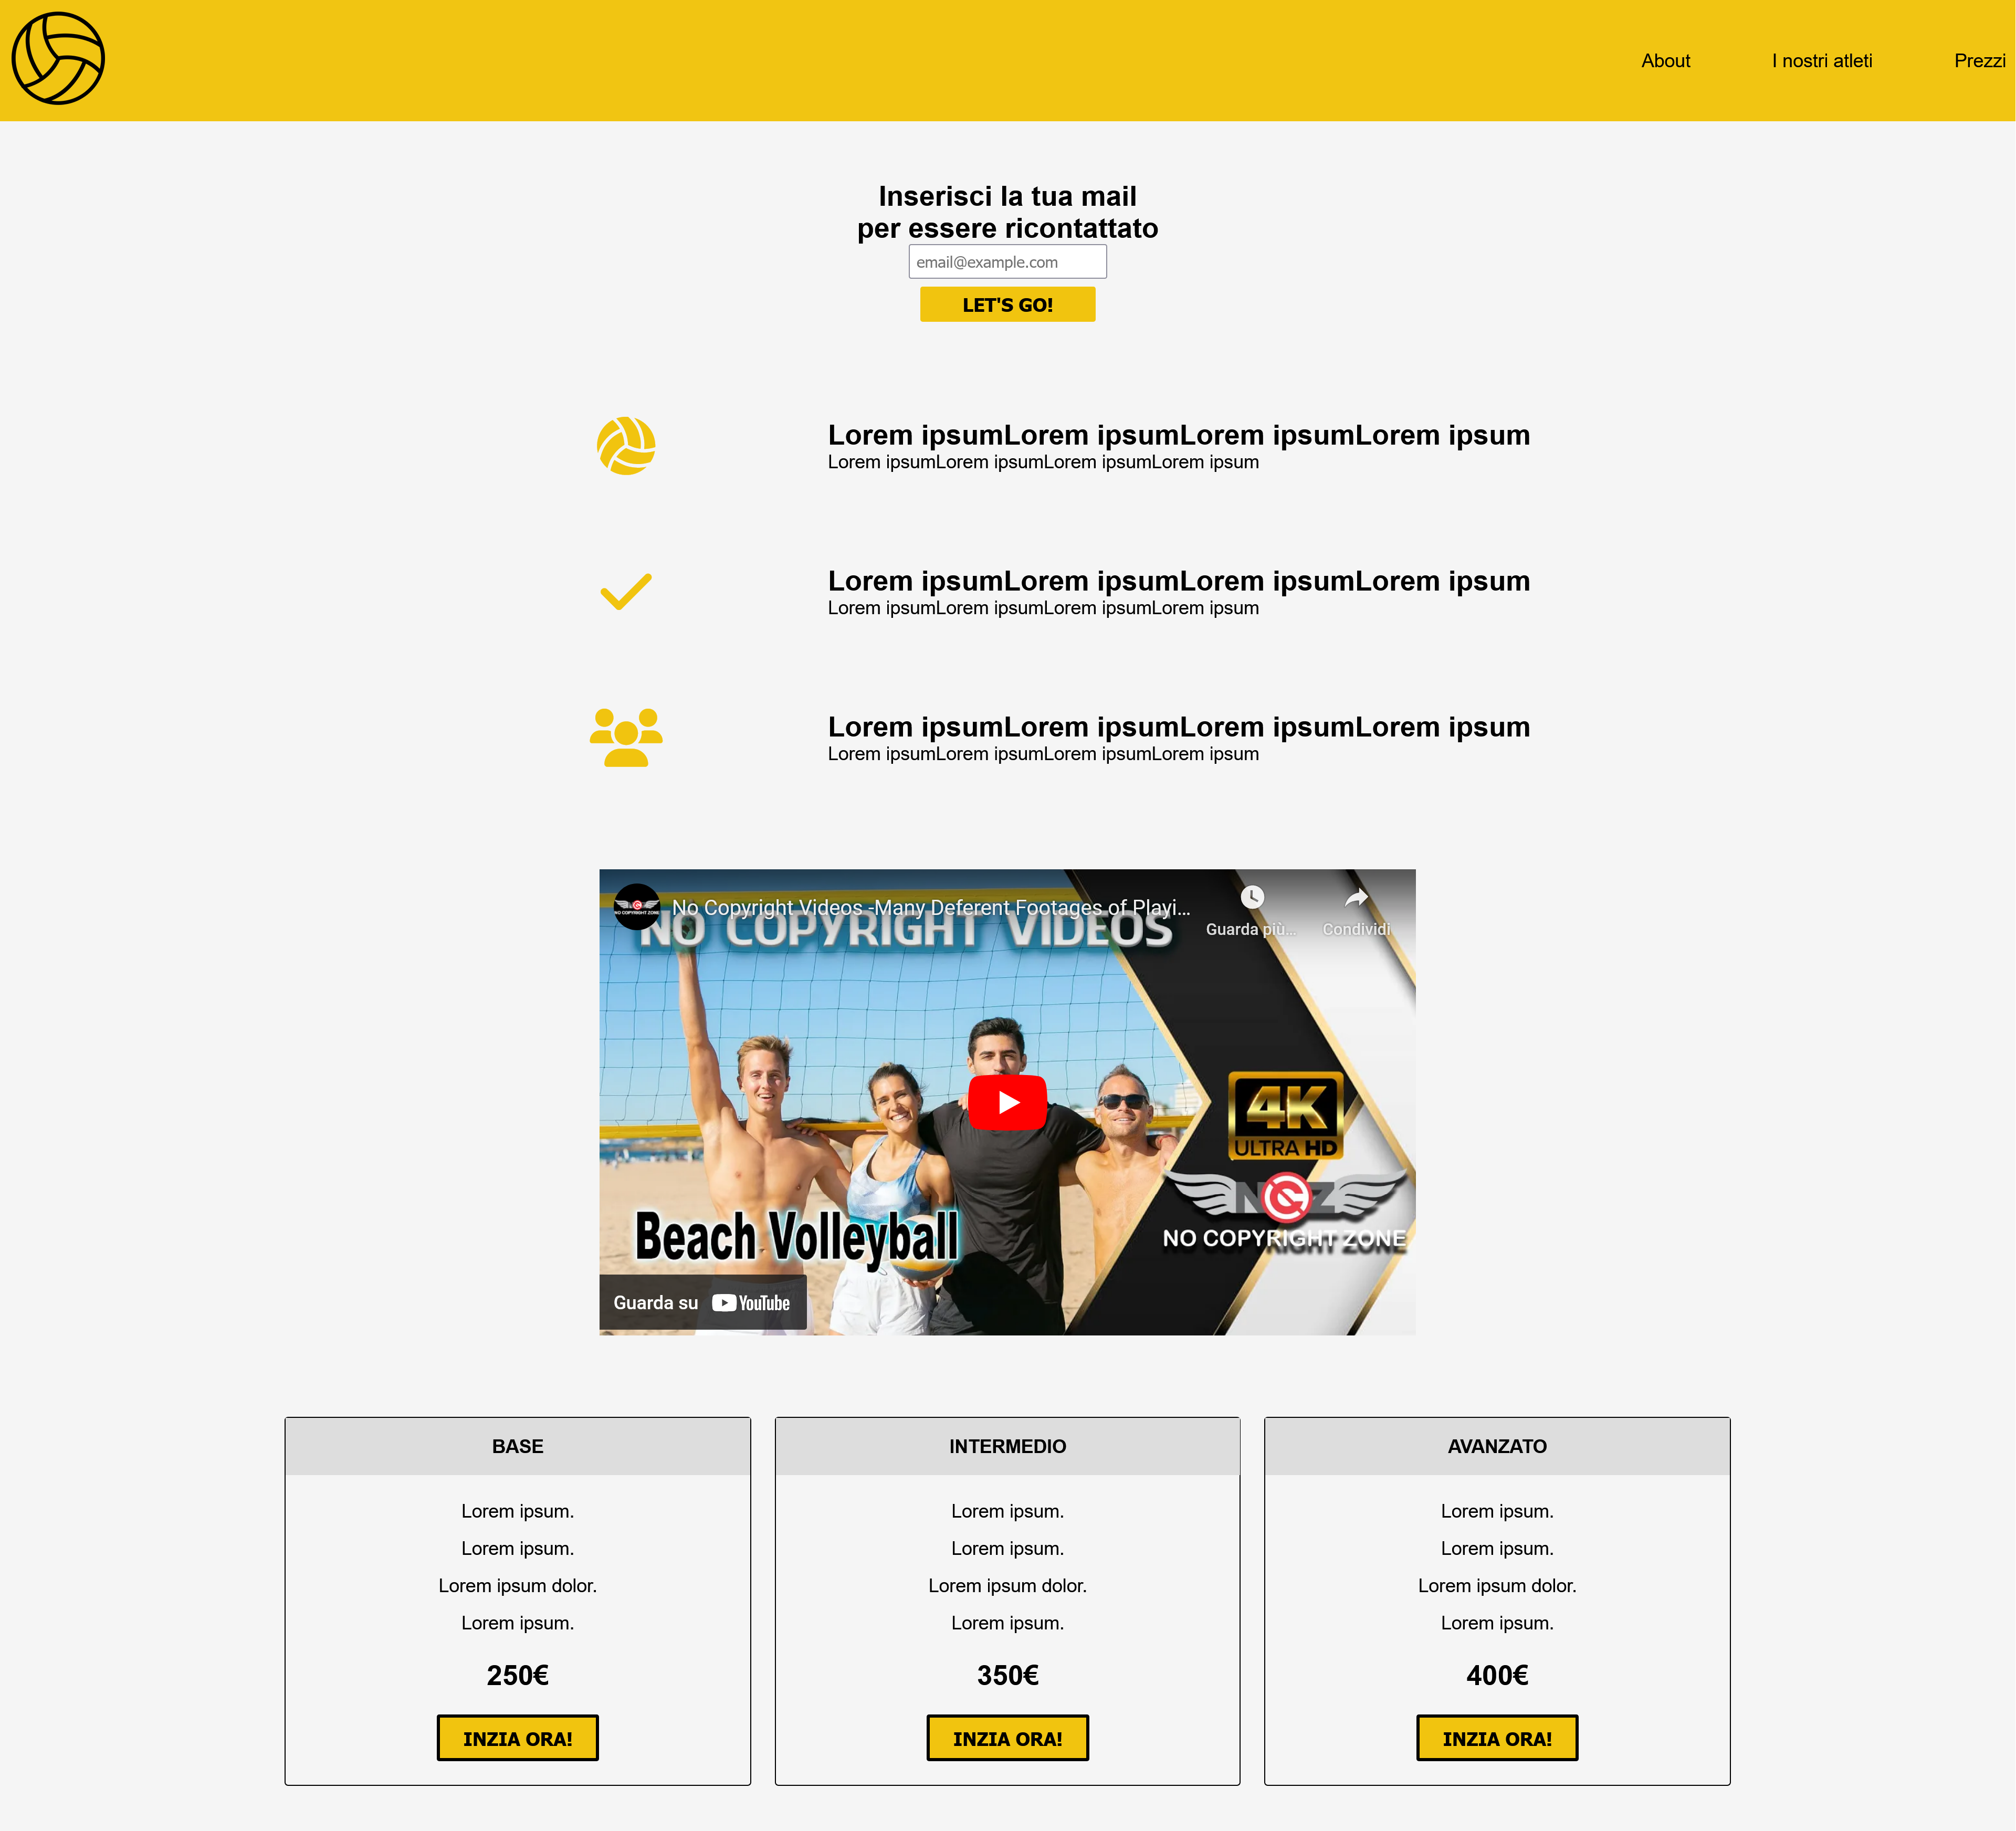 About
I nostri atleti
Prezzi
Inserisci la tua mail
per essere ricontattato
email@example.com
LET'S GO!
Lorem ipsumLorem ipsumLorem ipsumLorem ipsum
Lorem ipsumLorem ipsumLorem ipsumLorem ipsum
Lorem ipsumLorem ipsumLorem ipsumLorem ipsum
Lorem ipsumLorem ipsumLorem ipsumLorem ipsum
Lorem ipsumLorem ipsumLorem ipsumLorem ipsum
Lorem ipsumLorem ipsumLorem ipsumLorem ipsum
NO COPYRIGHT ZONE
No Copyright Videos -Many Deferent Footages of Playi...
Guarda più...
Condividi
NO COPYRIGHT VIDEOS
4K
ULTRA HD
NCZ
NO COPYRIGHT ZONE
Beach Volleyball
Guarda su YouTube
BASE
Lorem ipsum.
Lorem ipsum.
Lorem ipsum dolor.
Lorem ipsum.
250€
INZIA ORA!
INTERMEDIO
Lorem ipsum.
Lorem ipsum.
Lorem ipsum dolor.
Lorem ipsum.
350€
INZIA ORA!
AVANZATO
Lorem ipsum.
Lorem ipsum.
Lorem ipsum dolor.
Lorem ipsum.
400€
INZIA ORA!